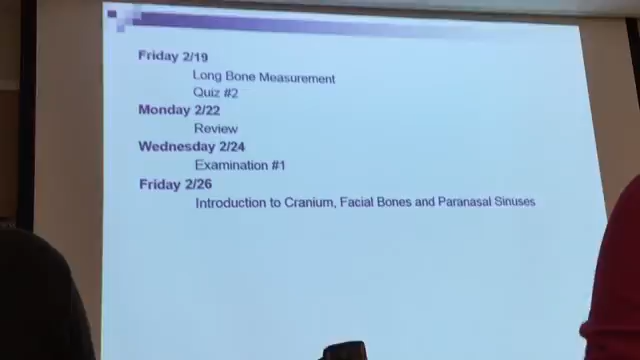 Friday 2/19
Long Bone Measurement
Quiz #2
Monday 2/22
Review
Wednesday 2/24
Examination #1
Friday 2/26
Introduction to Cranium, Facial Bones and Paranasal Sinuses